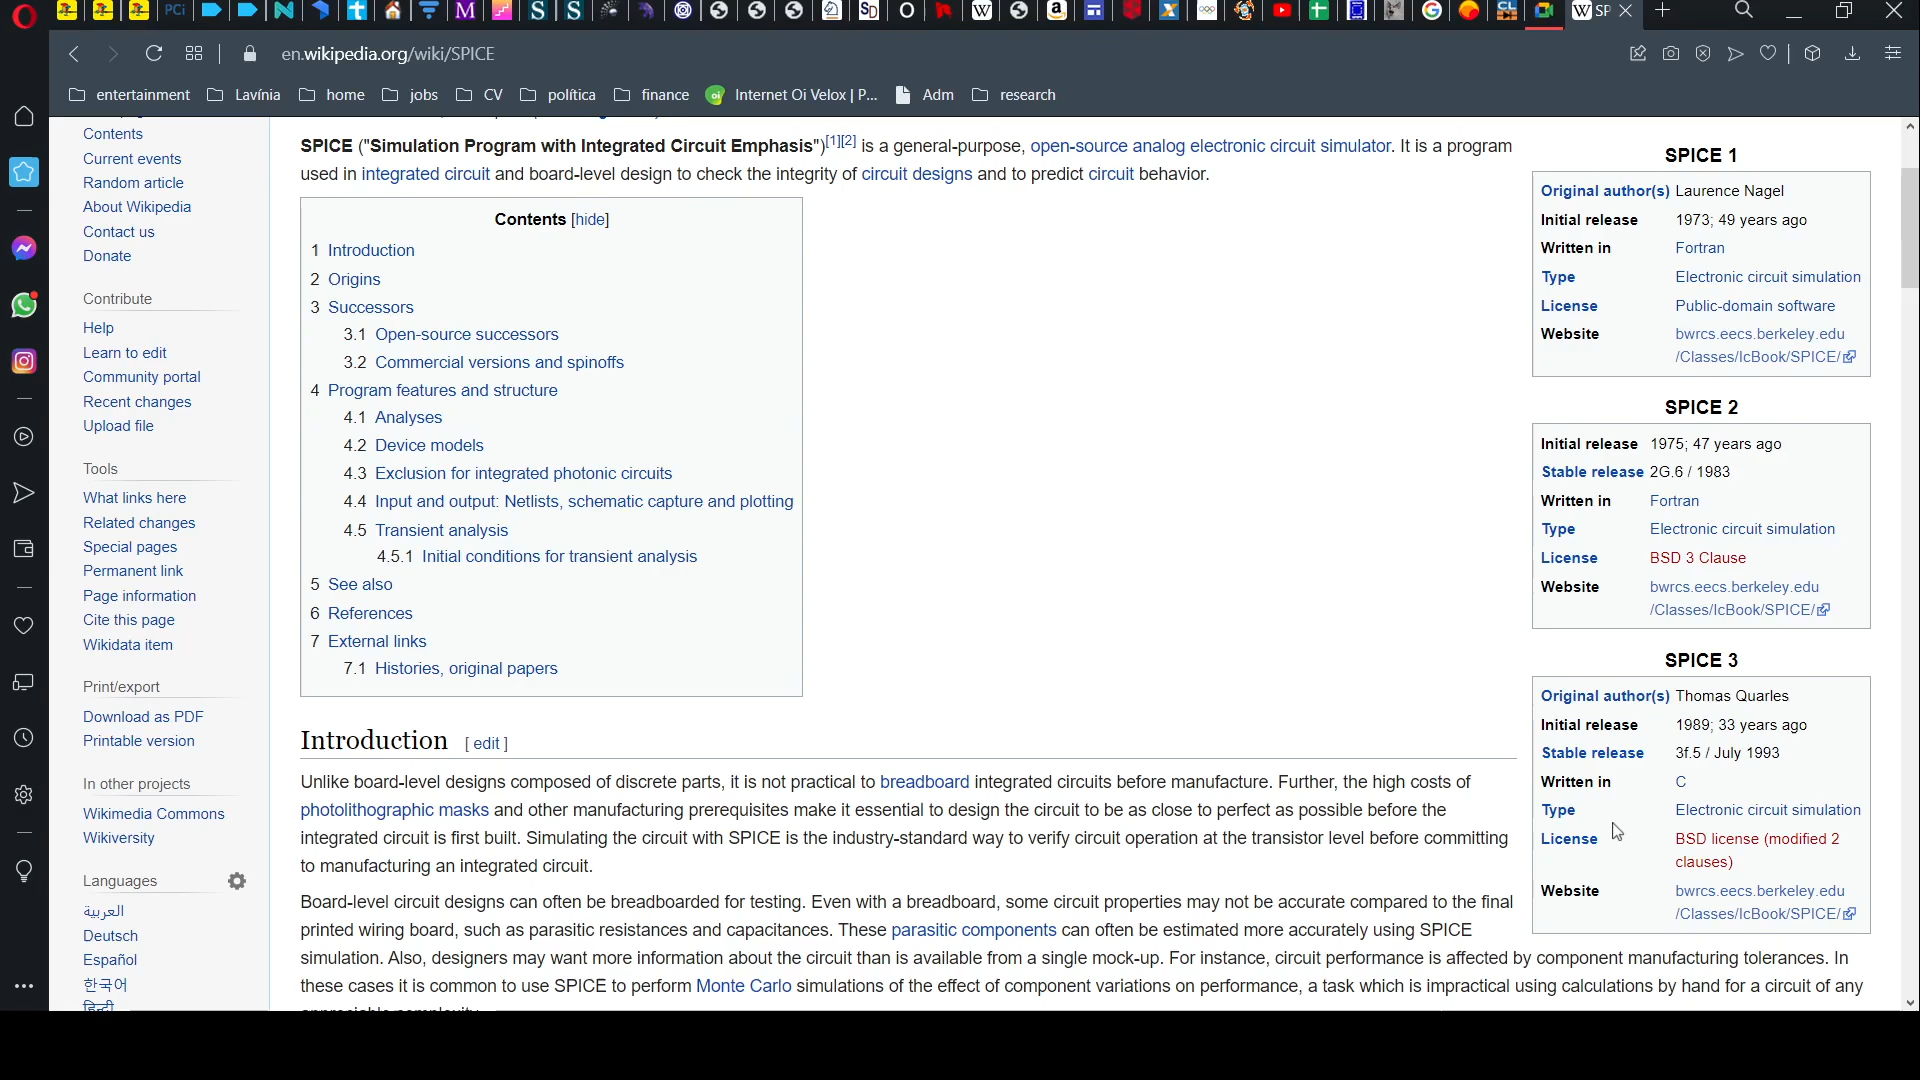 SP
en.wikipedia.org/wiki/SPICE
entertainment
Lavínia
home
jobs
CV
política
finance
Internet Oi Velox | P...
Adm
research
Contents
Current events
Random article
About Wikipedia
Contact us
Donate
Contribute
Help
Learn to edit
Community portal
Recent changes
Upload file
Tools
What links here
Related changes
Special pages
Permanent link
Page information
Cite this page
Wikidata item
Print/export
Download as PDF
Printable version
In other projects
Wikimedia Commons
Wikiversity
Languages
العربية
Deutsch
Español
한국어
SPICE ("Simulation Program with Integrated Circuit Emphasis")[1][2] is a general-purpose, open-source analog electronic circuit simulator. It is a program
used in integrated circuit and board-level design to check the integrity of circuit designs and to predict circuit behavior.
Contents [hide]
1 Introduction
2 Origins
3 Successors
3.1 Open-source successors
3.2 Commercial versions and spinoffs
4 Program features and structure
4.1 Analyses
4.2 Device models
4.3 Exclusion for integrated photonic circuits
4.4 Input and output: Netlists, schematic capture and plotting
4.5 Transient analysis
4.5.1 Initial conditions for transient analysis
5 See also
6 References
7 External links
7.1 Histories, original papers
SPICE 1
Original author(s) Laurence Nagel
Initial release 1973; 49 years ago
Written in Fortran
Type Electronic circuit simulation
License Public-domain software
Website bwrcs.eecs.berkeley.edu
/Classes/IcBook/SPICE/
SPICE 2
Initial release 1975; 47 years ago
Stable release 2G.6 / 1983
Written in Fortran
Type Electronic circuit simulation
License BSD 3 Clause
Website bwrcs.eecs.berkeley.edu
/Classes/IcBook/SPICE/
SPICE 3
Original author(s) Thomas Quarles
Initial release 1989; 33 years ago
Stable release 3f.5 / July 1993
Written in C
Type Electronic circuit simulation
License BSD license (modified 2
clauses)
Website bwrcs.eecs.berkeley.edu
/Classes/IcBook/SPICE/
Introduction [ edit ]
Unlike board-level designs composed of discrete parts, it is not practical to breadboard integrated circuits before manufacture. Further, the high costs of
photolithographic masks and other manufacturing prerequisites make it essential to design the circuit to be as close to perfect as possible before the
integrated circuit is first built. Simulating the circuit with SPICE is the industry-standard way to verify circuit operation at the transistor level before committing
to manufacturing an integrated circuit.
Board-level circuit designs can often be breadboarded for testing. Even with a breadboard, some circuit properties may not be accurate compared to the final
printed wiring board, such as parasitic resistances and capacitances. These parasitic components can often be estimated more accurately using SPICE
simulation. Also, designers may want more information about the circuit than is available from a single mock-up. For instance, circuit performance is affected by component manufacturing tolerances. In
these cases it is common to use SPICE to perform Monte Carlo simulations of the effect of component variations on performance, a task which is impractical using calculations by hand for a circuit of any